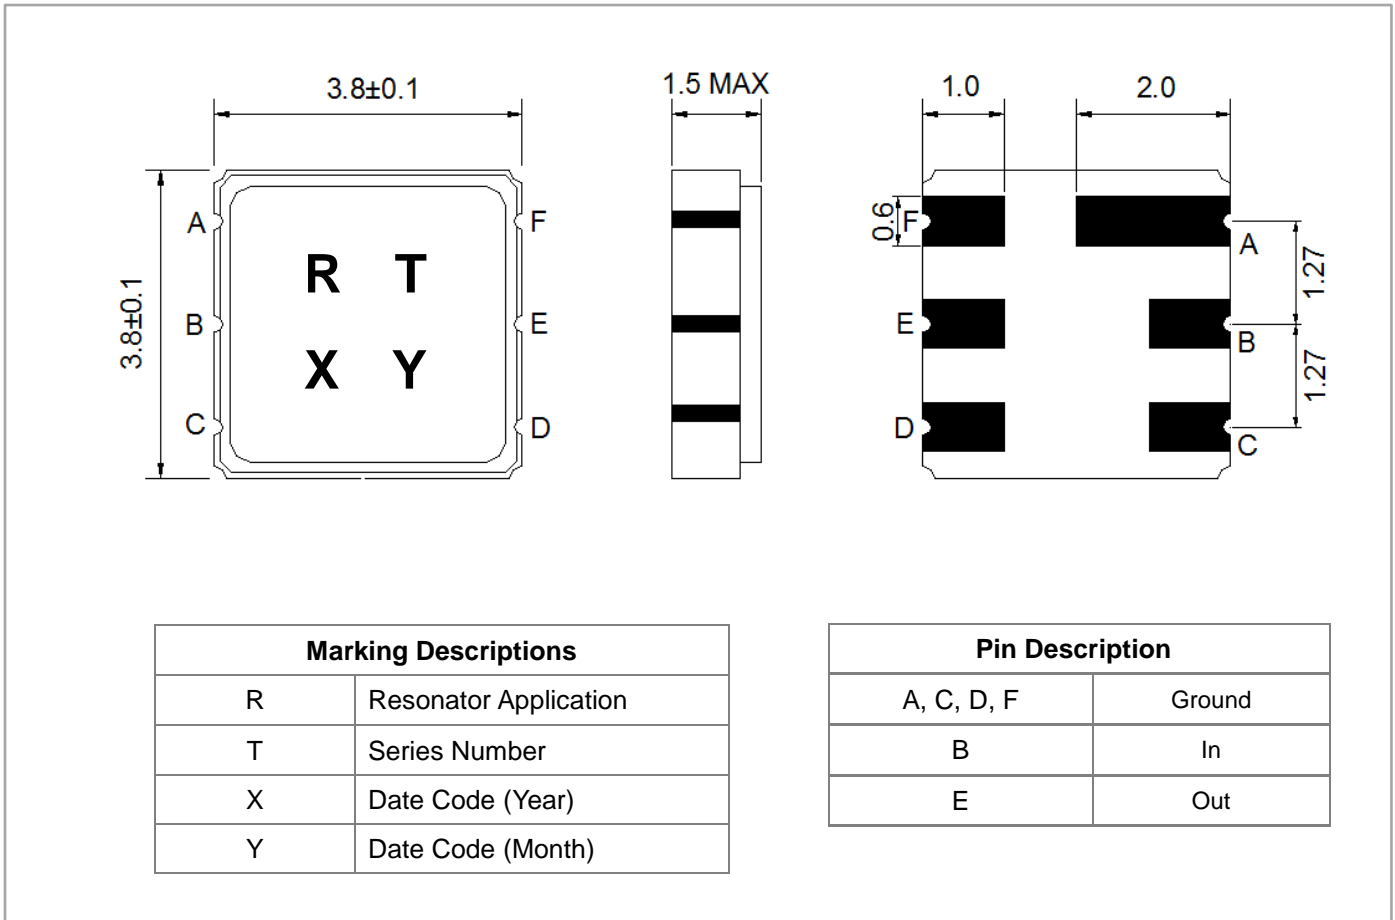 3.8±0.1
1.5 MAX
1.0
2.0
3.8±0.1
A
F
R T
B
E
X Y
C
D
0.6
F
A
1.27
E
B
1.27
D
C
Marking Descriptions
R Resonator Application
T Series Number
X Date Code (Year)
Y Date Code (Month)
Pin Description
A, C, D, F Ground
B In
E Out